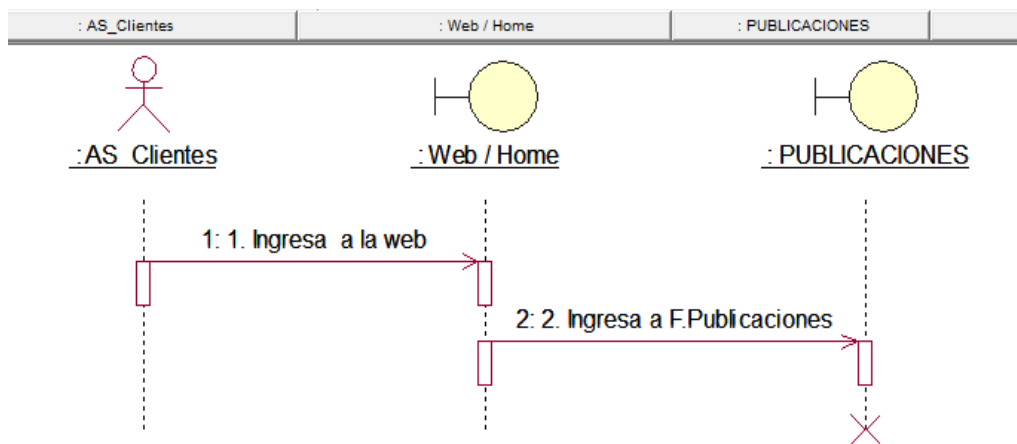 : AS_Clientes
: Web / Home
: PUBLICACIONES
: AS_Clientes
: Web / Home
: PUBLICACIONES
1: 1. Ingresa a la web
2: 2. Ingresa a F.Publicaciones